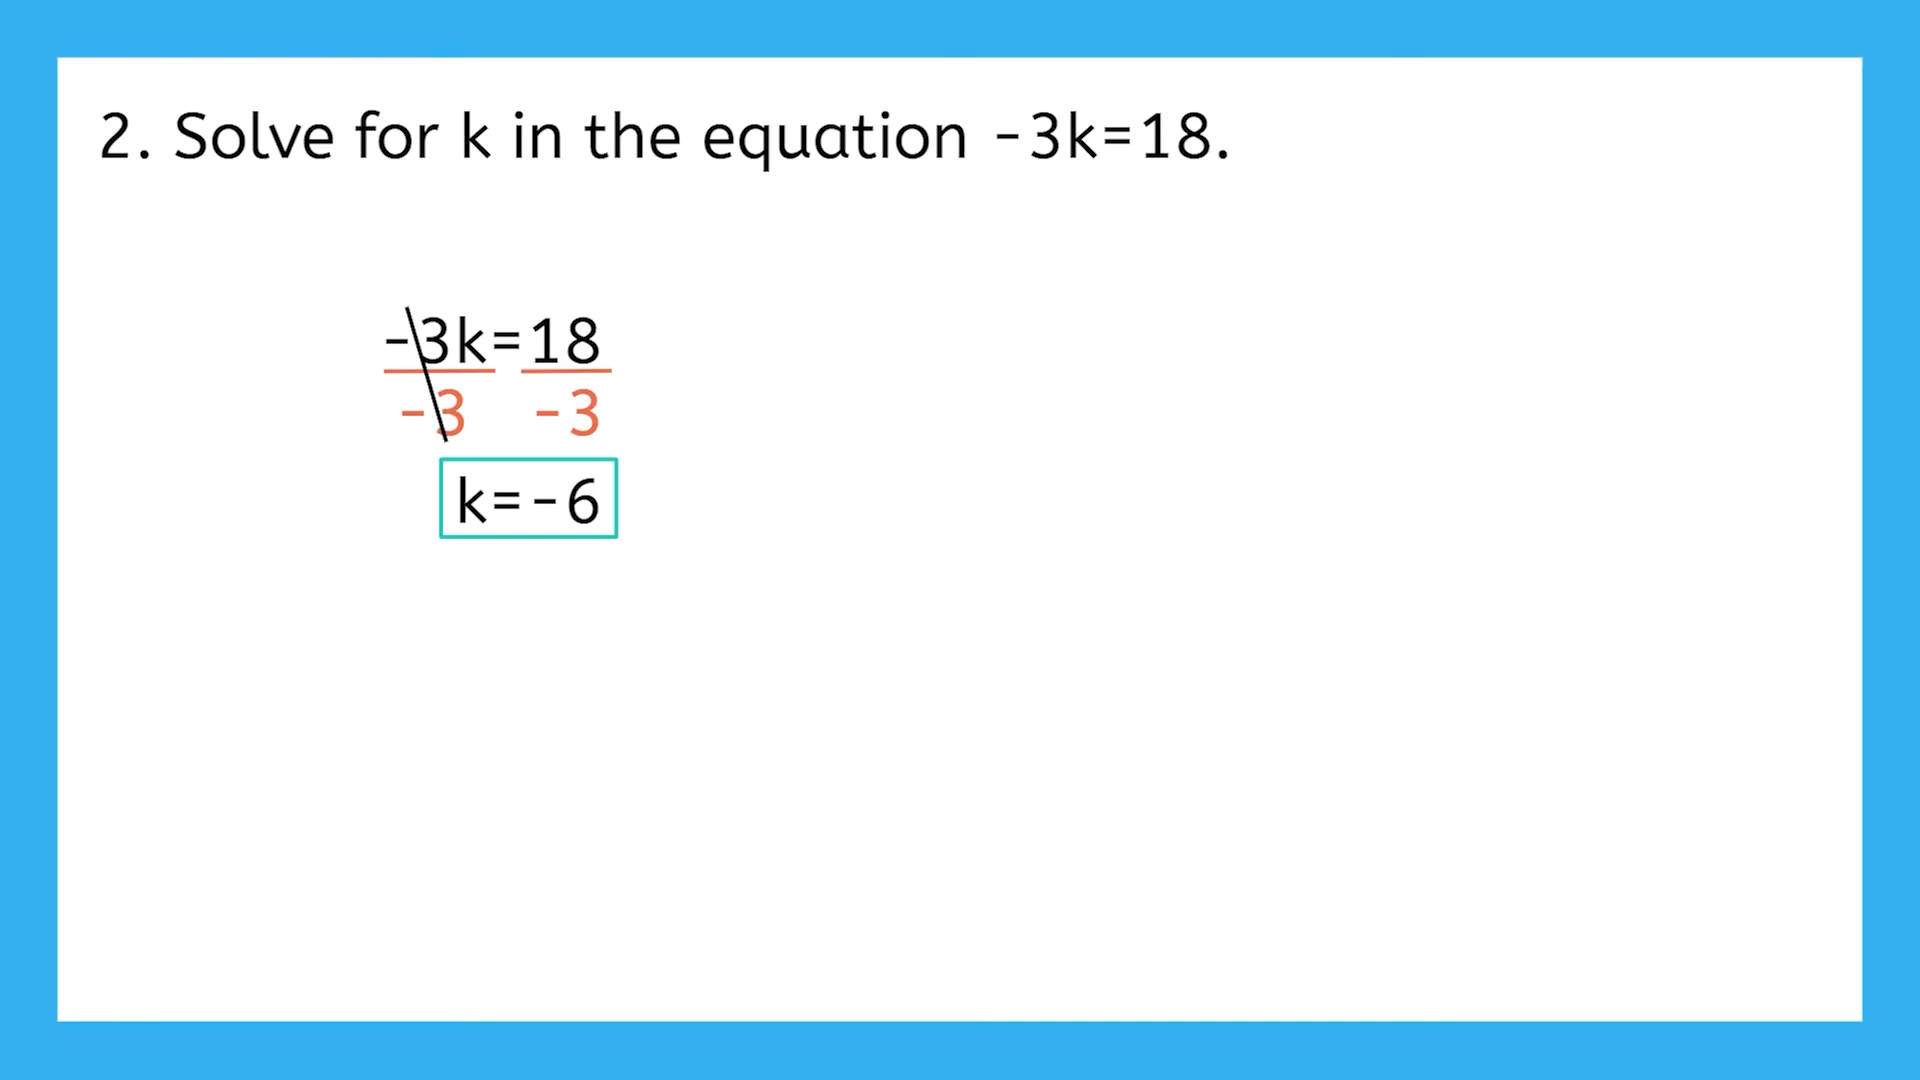 2. Solve for k in the equation -3k=18.
-3k=18
-3 -3
k=-6